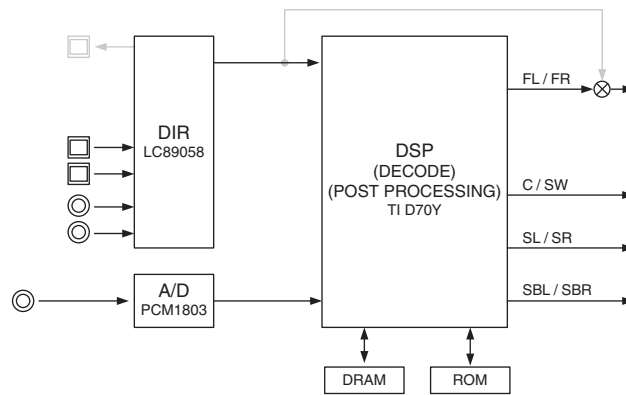 DIR
LC89058
DSP
(DECODE)
(POST PROCESSING)
TI D70Y
FL / FR
C / SW
SL / SR
SBL / SBR
A/D
PCM1803
DRAM
ROM